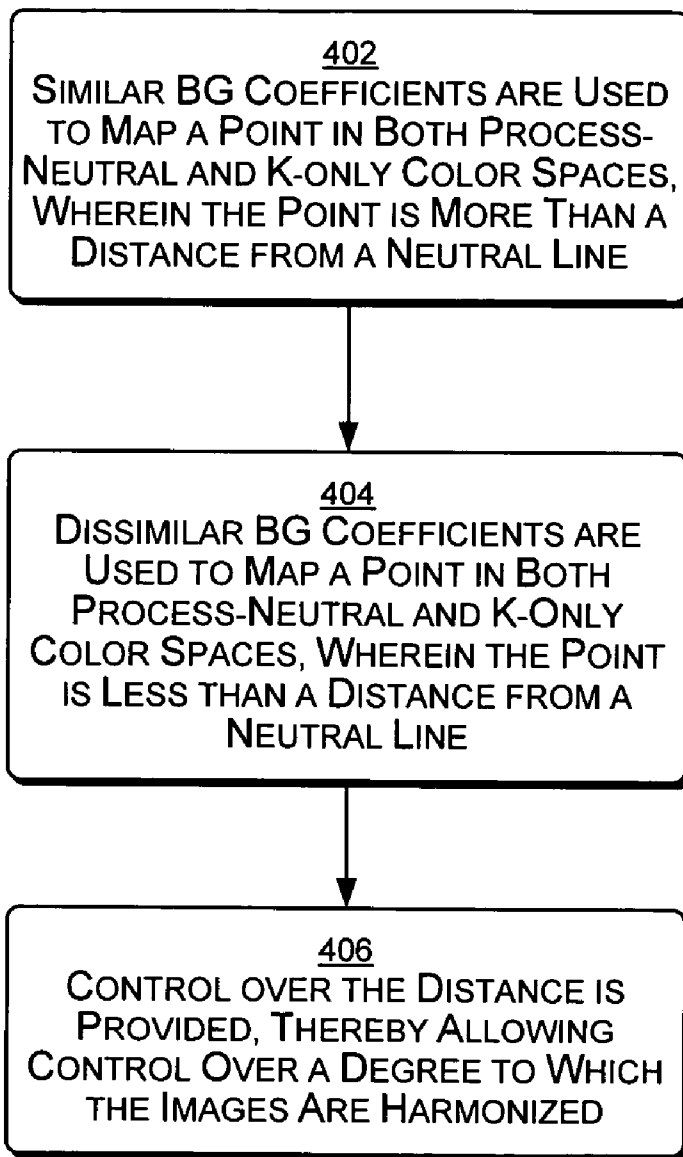 402
SIMILAR BG COEFFICIENTS ARE USED
TO MAP A POINT IN BOTH PROCESS-
NEUTRAL AND K-ONLY COLOR SPACES,
WHEREIN THE POINT IS MORE THAN A
DISTANCE FROM A NEUTRAL LINE
404
DISSIMILAR BG COEFFICIENTS ARE
USED TO MAP A POINT IN BOTH
PROCESS-NEUTRAL AND K-ONLY
COLOR SPACES, WHEREIN THE POINT
IS LESS THAN A DISTANCE FROM A
NEUTRAL LINE
406
CONTROL OVER THE DISTANCE IS
PROVIDED, THEREBY ALLOWING
CONTROL OVER A DEGREE TO WHICH
THE IMAGES ARE HARMONIZED